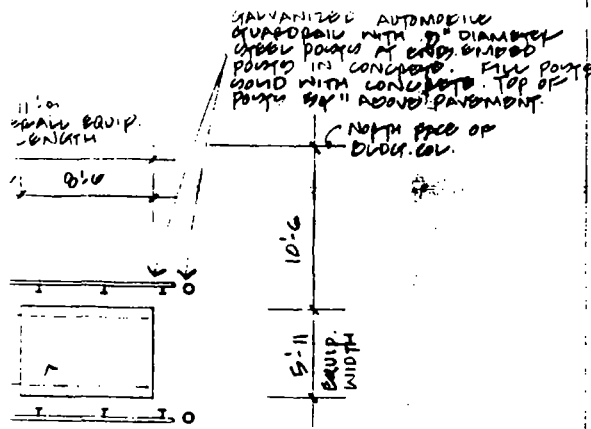 GALVANIZED AUTOMOBILE
GUARDRAIL WITH 8" DIAMETER
STEEL POSTS AT ENDS. EMBED
POSTS IN CONCRETE. FILL POSTS
SOLID WITH CONCRETE. TOP OF
POSTS ABOVE PAVEMENT.
NORTH FACE OF
BLDG. COL.
EQUIP.
LENGTH
8'-6
10'-6
5'-11
EQUIP.
WIDTH